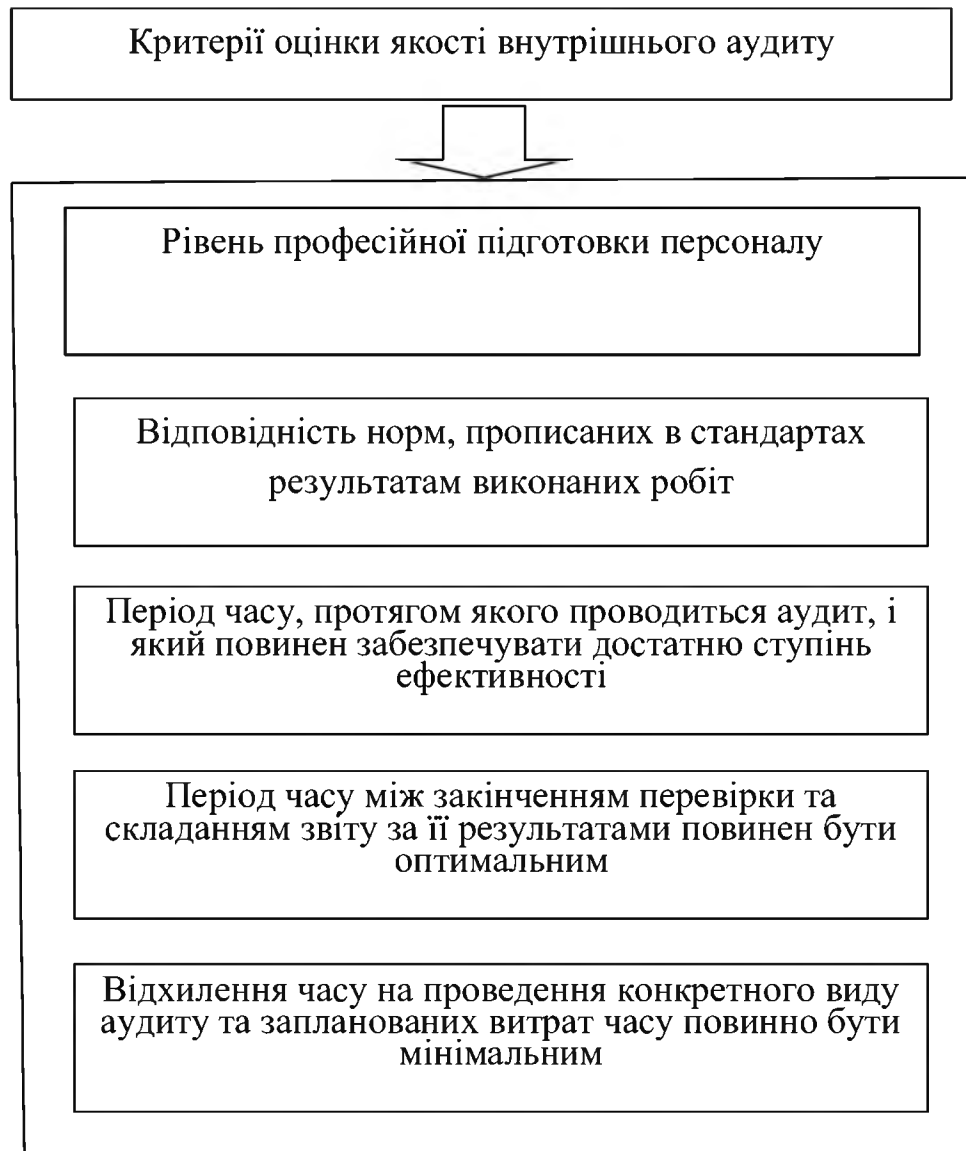 Критерії оцінки якості внутрішнього аудиту
Рівень професійної підготовки персоналу
Відповідність норм, прописаних в стандартах
результатам виконаних робіт
Період часу, протягом якого проводиться аудит, і
який повинен забезпечувати достатню ступінь
ефективності
Період часу між закінченням перевірки та
складанням звіту за її результатами повинен бути
оптимальним
Відхилення часу на проведення конкретного виду
аудиту та запланованих витрат часу повинно бути
мінімальним